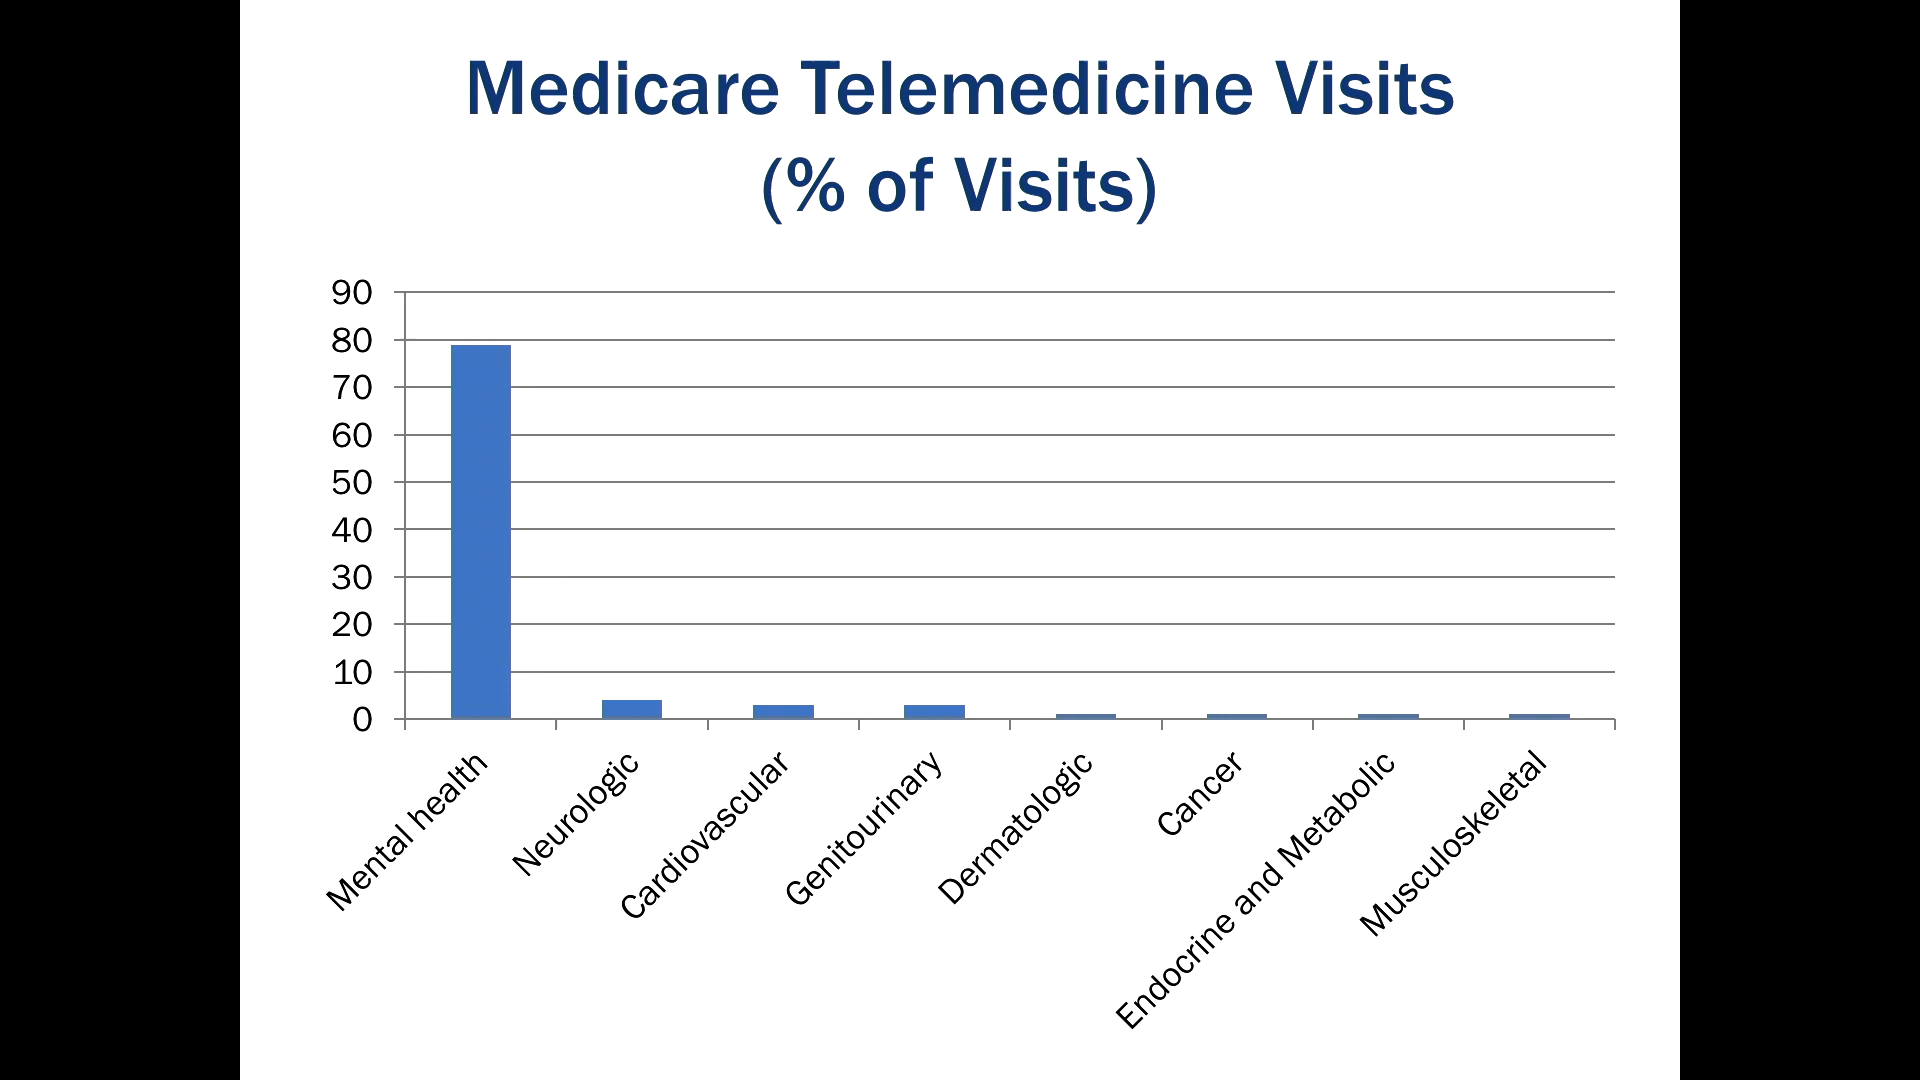 Medicare Telemedicine Visits
(% of Visits)
90
80
70
60
50
40
30
20
10
0
Mental health
Neurologic
Cardiovascular
Genitourinary
Dermatologic
Cancer
Endocrine and Metabolic
Musculoskeletal